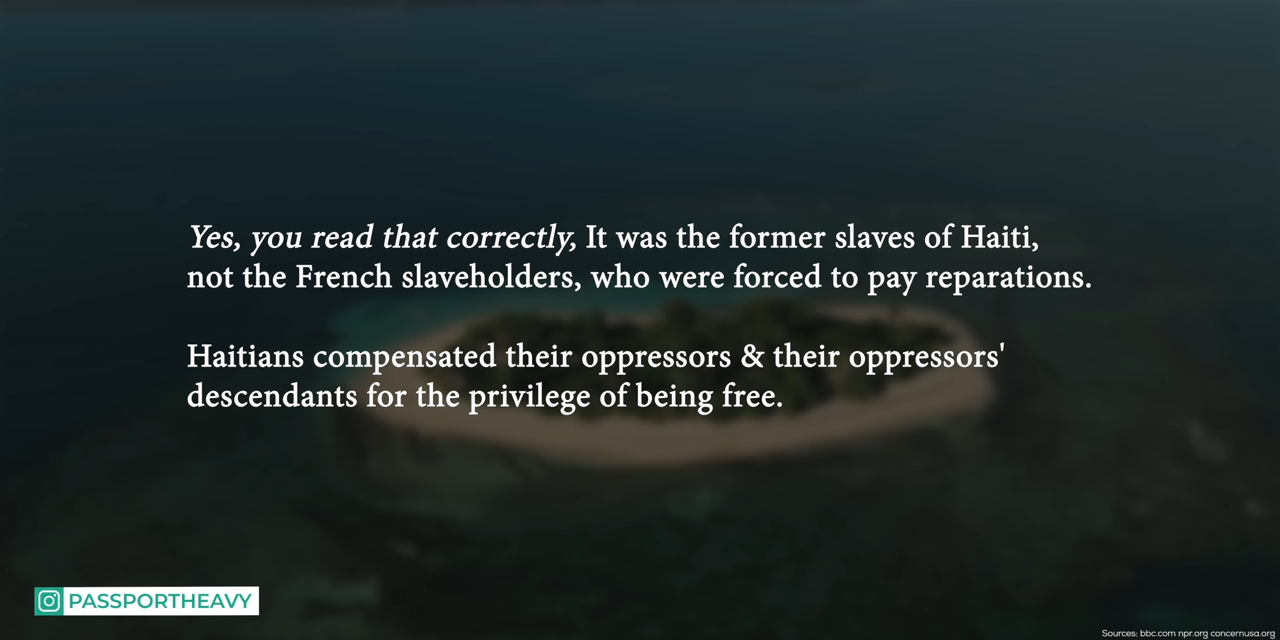 Yes, you read that correctly, It was the former slaves of Haiti,
not the French slaveholders, who were forced to pay reparations.
Haitians compensated their oppressors & their oppressors'
descendants for the privilege of being free.
PASSPORTHEAVY
Sources: bbc.com npr.org concernusa.org